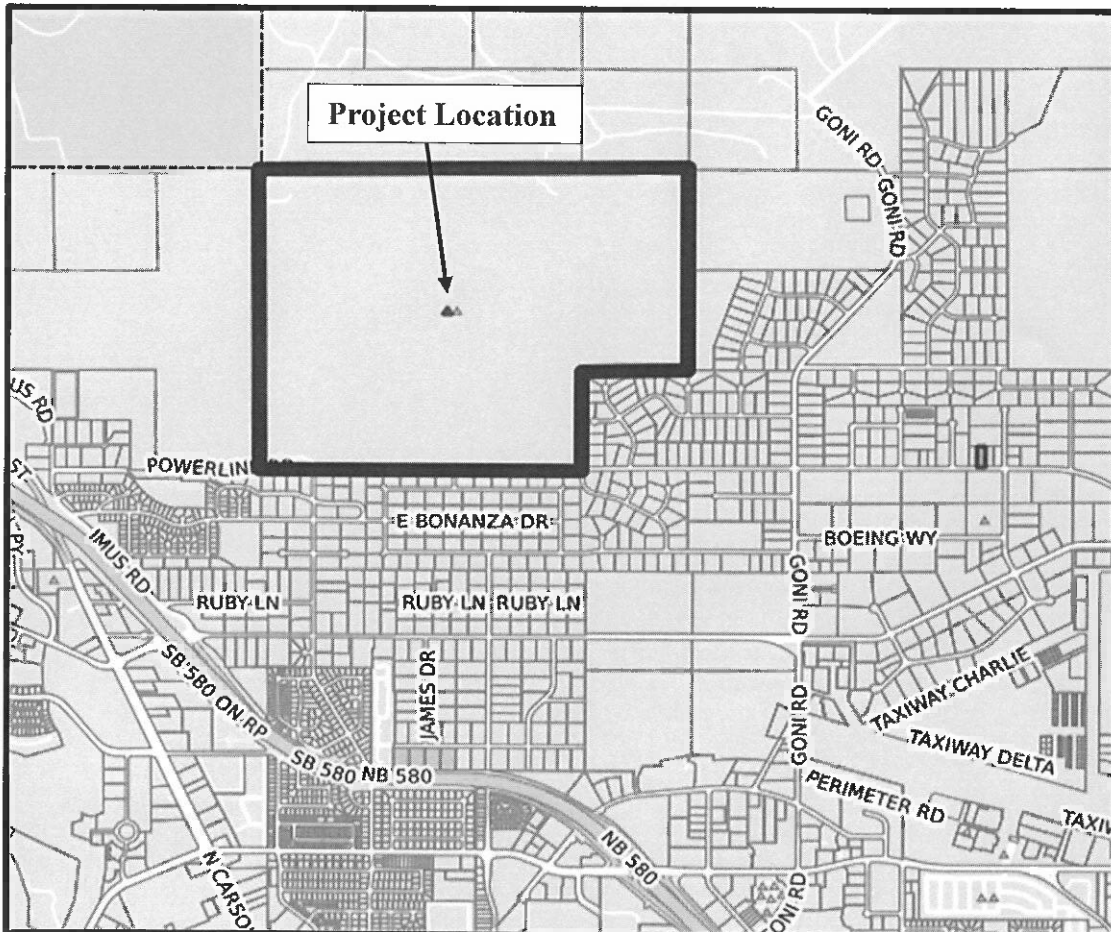 Project Location
GONI RD
GONI RD
US RD
ST
POWERLIN
E BONANZA DR
BOEING WY
IMUS RD
RUBY LN
RUBY LN
RUBY LN
GONI RD
SB 580 ON RP
JAMES DR
TAXIWAY CHARLIE
GONI RD
TAXIWAY DELTA
SB 580
NB 580
PERIMETER RD
TAXIW
NB 580
N CARSO
GONI RD